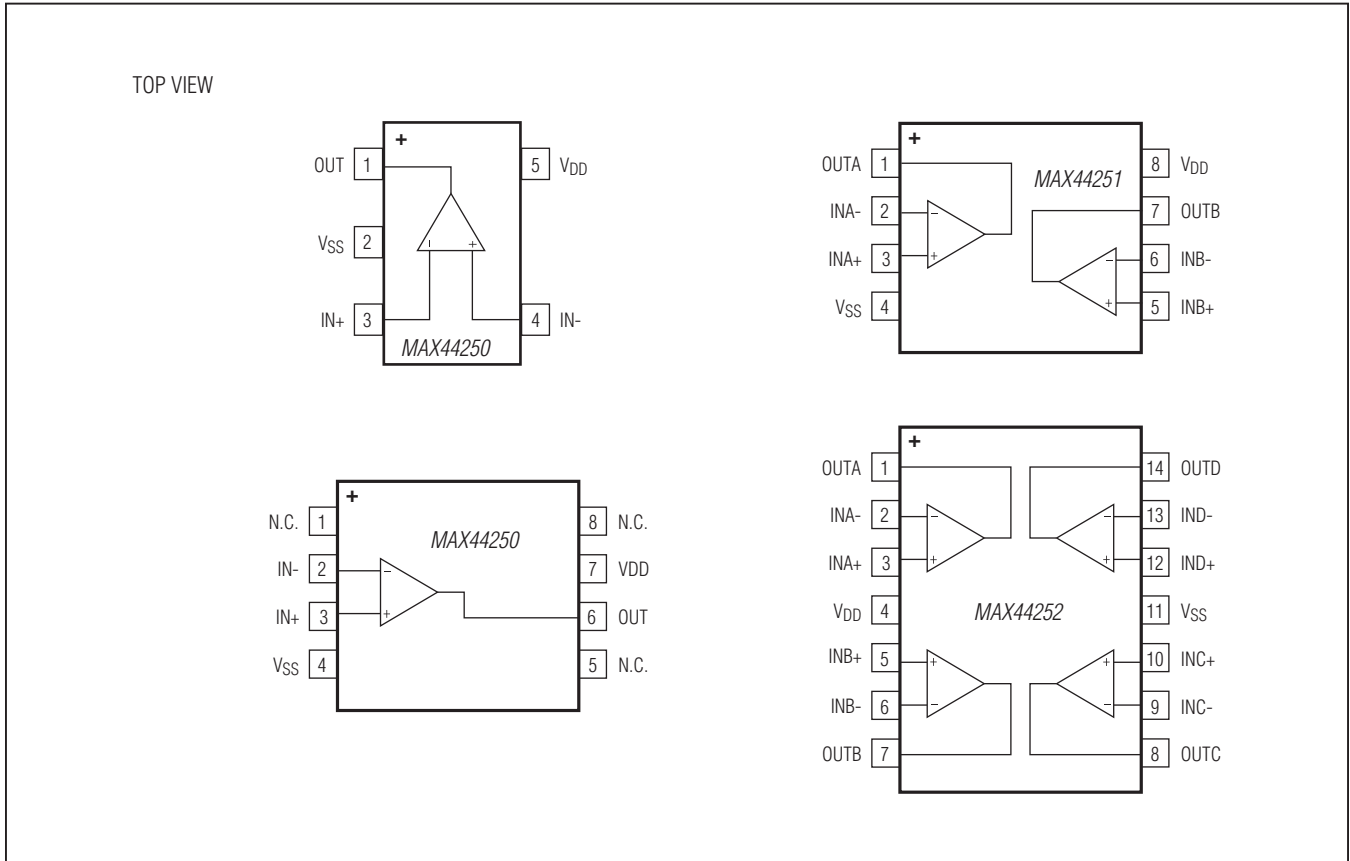 TOP VIEW
+
OUT 1
5 VDD
VSS 2
− +
IN+ 3
4 IN-
MAX44250
+
OUTA 1
8 VDD
MAX44251
INA- 2 −
7 OUTB
INA+ 3 +
− 6 INB-
VSS 4
+ 5 INB+
+
N.C. 1
8 N.C.
MAX44250
IN- 2 −
7 VDD
IN+ 3 +
6 OUT
VSS 4
5 N.C.
+
OUTA 1
14 OUTD
INA- 2 −
− 13 IND-
INA+ 3 +
+ 12 IND+
VDD 4
MAX44252
11 VSS
INB+ 5 +
+ 10 INC+
INB- 6 −
− 9 INC-
OUTB 7
8 OUTC